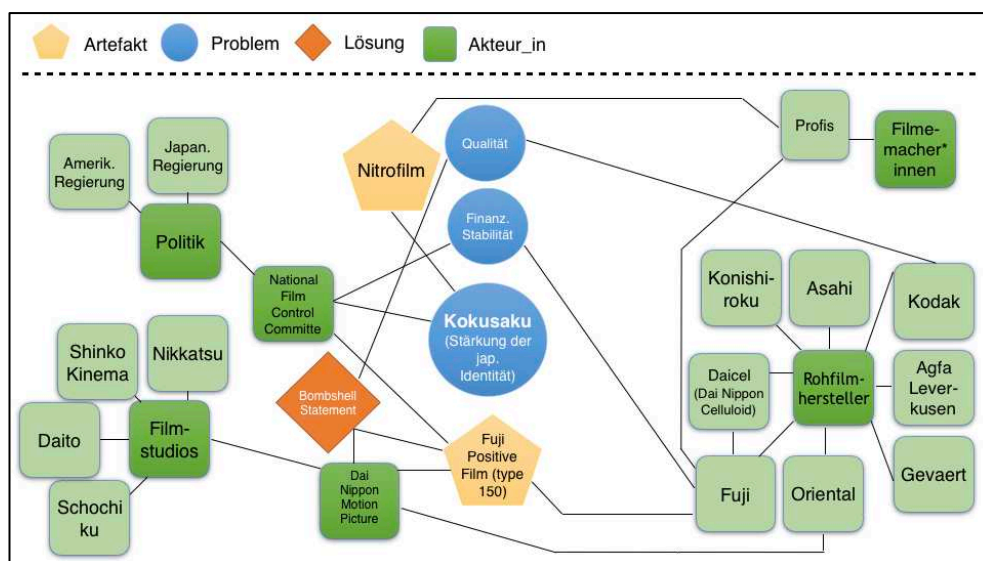 Artefakt
Problem
Lösung
Akteur_in
Amerik.
Regierung
Japan.
Regierung
Politik
Nitrofilm
Qualität
Profis
Filme-
macher*
innen
Finanz.
Stabilität
National
Film
Control
Committe
Kokusaku
(Stärkung der
jap.
Identität)
Konishi-
roku
Asahi
Kodak
Shinko
Kinema
Nikkatsu
Bombshell
Statement
Daicel
(Dai Nippon
Celluloid)
Rohfilm-
hersteller
Agfa
Lever-
kusen
Daito
Film-
studios
Fuji
Positive
Film (type
150)
Dai
Nippon
Motion
Picture
Schochi
ku
Fuji
Oriental
Gevaert